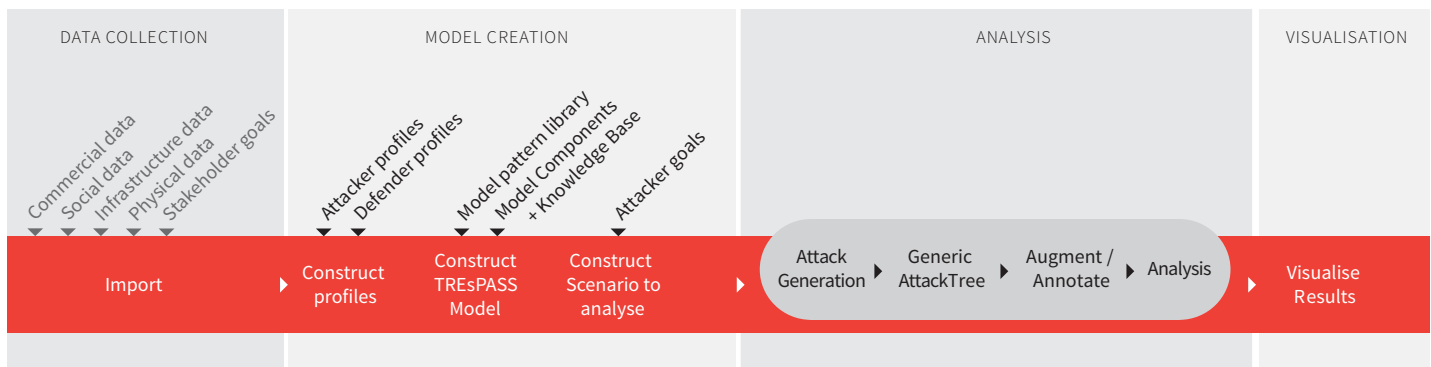 DATA COLLECTION
MODEL CREATION
ANALYSIS
VISUALISATION
Commercial data
Social data
Infrastructure data
Physical data
Stakeholder goals
Attacker profiles
Defender profiles
Model pattern library
Model Components
+ Knowledge Base
Attacker goals
Import
Construct
profiles
Construct
TREsPASS
Model
Construct
Scenario to
analyse
Attack
Generation
Generic
AttackTree
Augment /
Annotate
Analysis
Visualise
Results